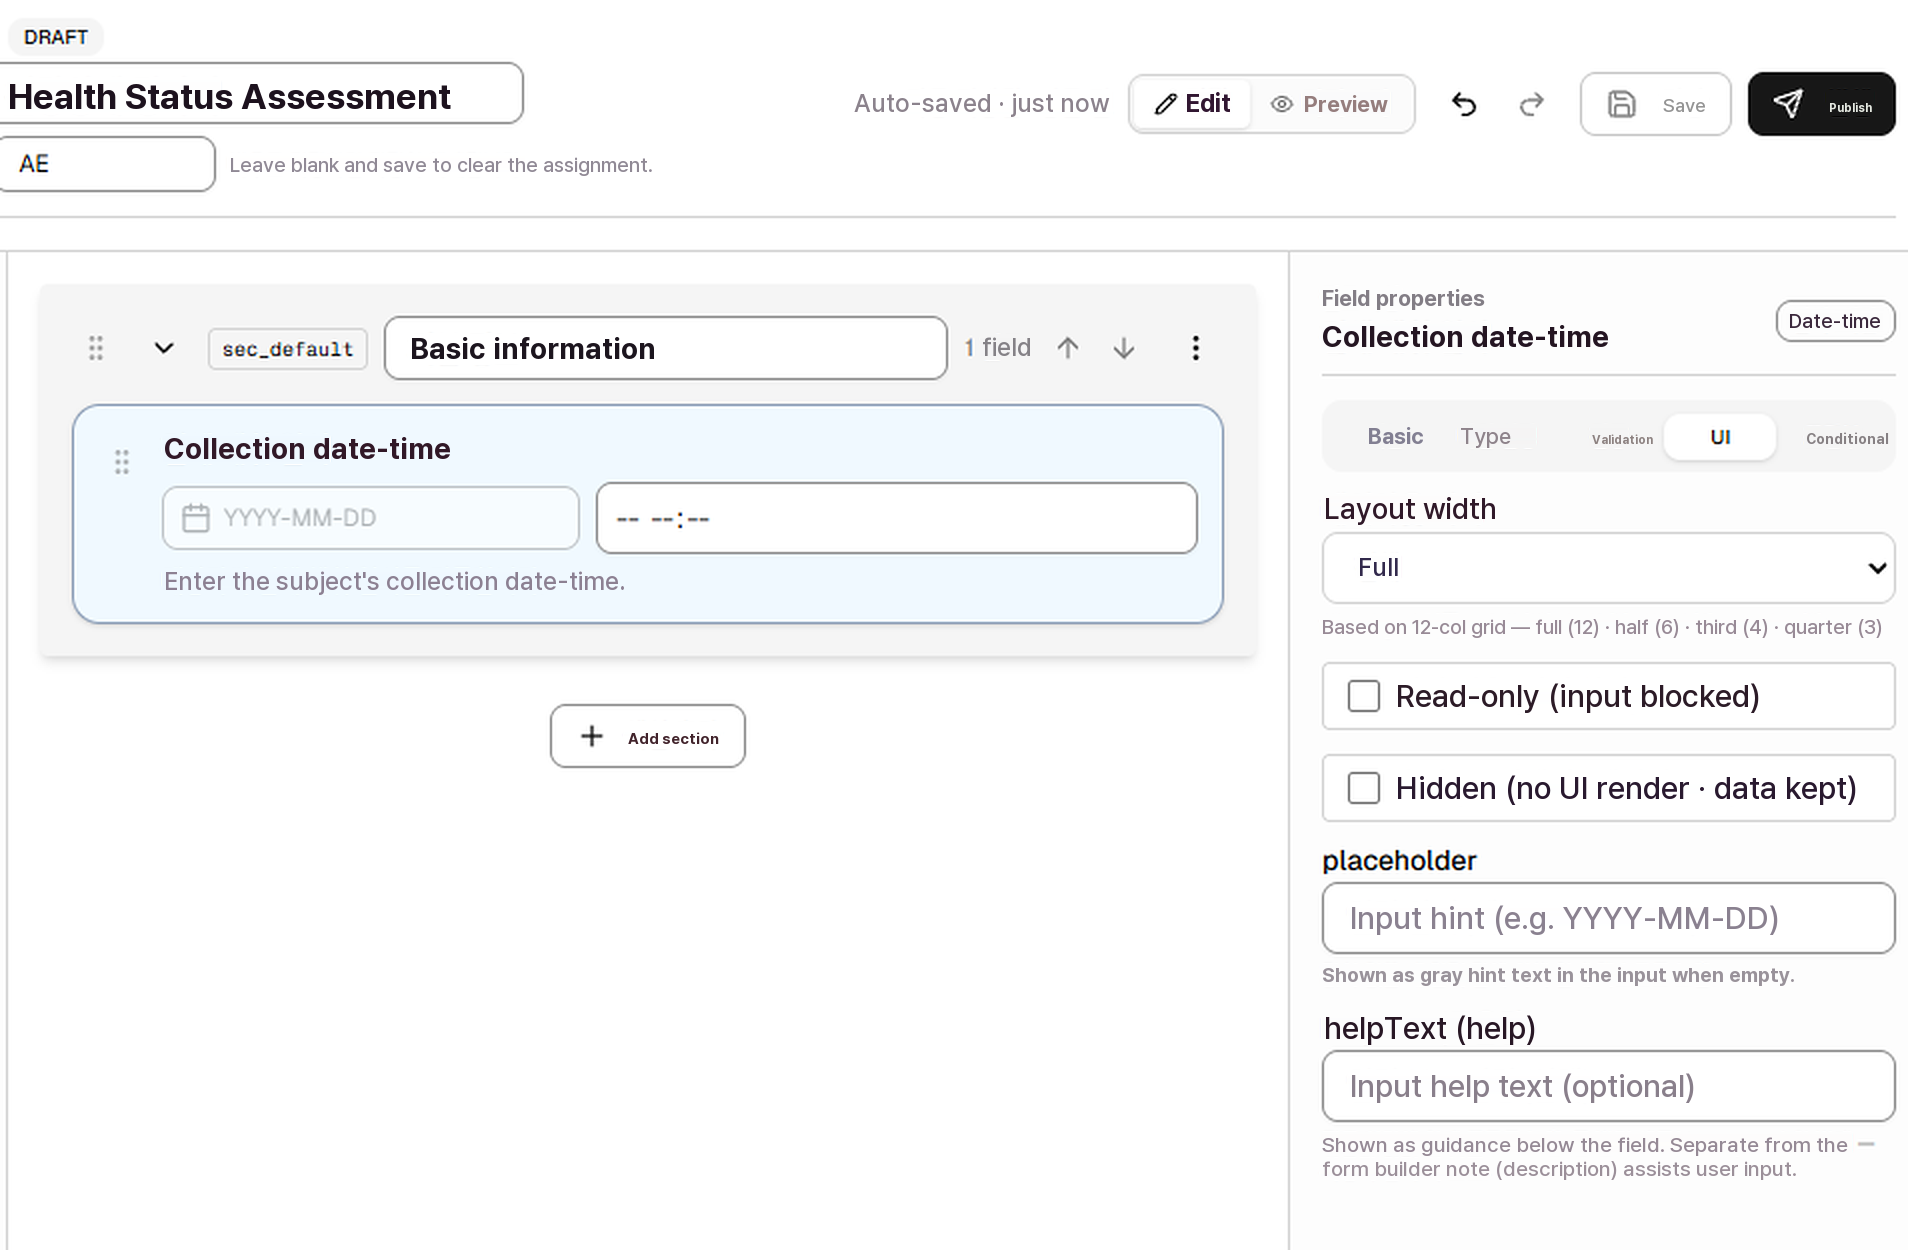 DRAFT
Health Status Assessment
Auto-saved · just now
Edit
Preview
Save
Publish
AE
Leave blank and save to clear the assignment.
sec_default
Basic information
1 field
Collection date-time
YYYY-MM-DD
-- --:--
Enter the subject's collection date-time.
Add section
Field properties
Collection date-time
Date-time
Basic
Type
Validation
UI
Conditional
Layout width
Full
Based on 12-col grid — full (12) · half (6) · third (4) · quarter (3)
Read-only (input blocked)
Hidden (no UI render · data kept)
placeholder
Input hint (e.g. YYYY-MM-DD)
Shown as gray hint text in the input when empty.
helpText (help)
Input help text (optional)
Shown as guidance below the field. Separate from the —
form builder note (description) assists user input.